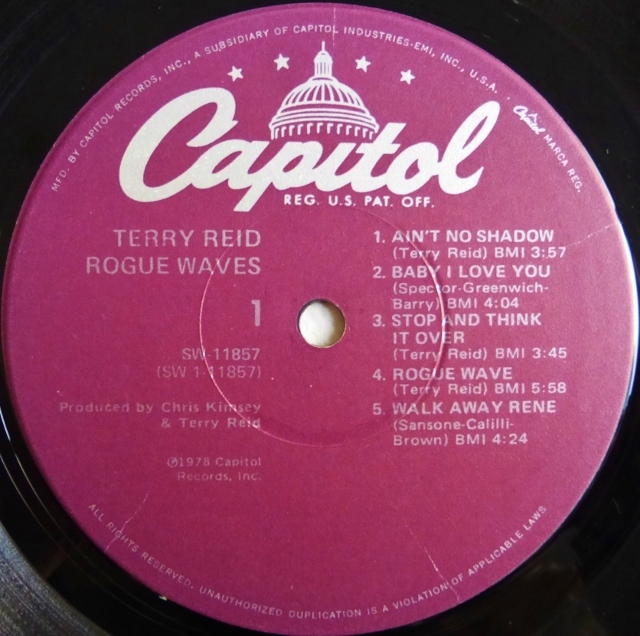 MFD. BY CAPITOL RECORDS, INC., A SUBSIDIARY OF CAPITOL INDUSTRIES-EMI, INC., U.S.A. · Capitol MARCA REG.
Capitol
REG. U.S. PAT. OFF.
TERRY REID
ROGUE WAVES
1
SW-11857
(SW 1-11857)
Produced by Chris Kimsey
& Terry Reid
℗1978 Capitol
Records, Inc.
1. AIN'T NO SHADOW
(Terry Reid) BMI 3:57
2. BABY I LOVE YOU
(Spector-Greenwich-
Barry) BMI 4:04
3. STOP AND THINK
IT OVER
(Terry Reid) BMI 3:45
4. ROGUE WAVE
(Terry Reid) BMI 5:58
5. WALK AWAY RENE
(Sansone-Calilli-
Brown) BMI 4:24
ALL RIGHTS RESERVED. UNAUTHORIZED DUPLICATION IS A VIOLATION OF APPLICABLE LAWS